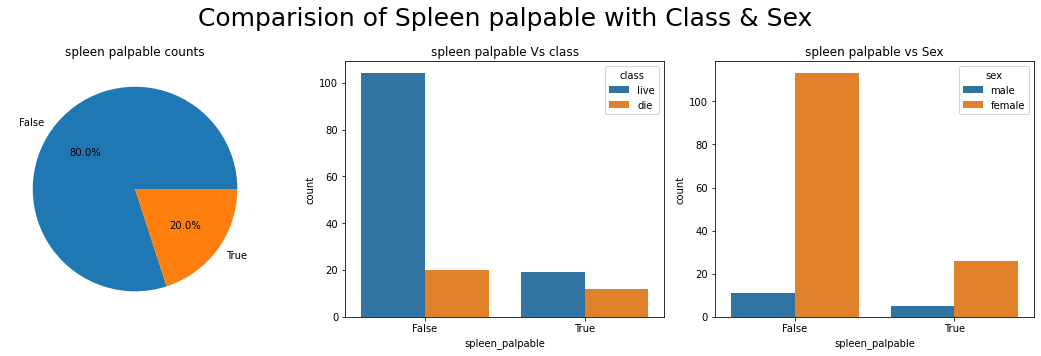 Comparision of Spleen palpable with Class & Sex
spleen palpable counts
False
80.0%
20.0%
True
spleen palpable Vs class
class
live
die
count
100
80
60
40
20
0
False
True
spleen_palpable
spleen palpable vs Sex
sex
male
female
count
100
80
60
40
20
0
False
True
spleen_palpable